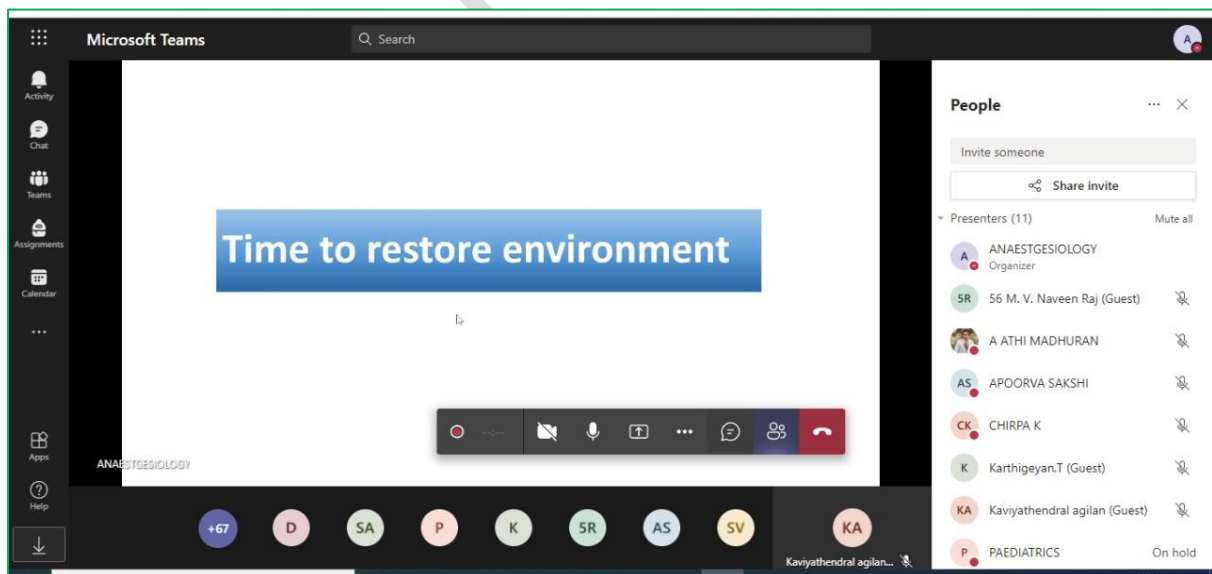 Microsoft Teams
Search
A
Activity
Chat
Teams
Assignments
Calendar
Apps
Help
Time to restore environment
--:--
ANAESTGESIOLOGY
+67
D
SA
P
K
5R
AS
SV
KA
Kaviyathendral agilan...
People
Invite someone
Share invite
Presenters (11) Mute all
A ANAESTGESIOLOGY
Organizer
5R 56 M. V. Naveen Raj (Guest)
A ATHI MADHURAN
AS APOORVA SAKSHI
CK CHIRPA K
K Karthigeyan.T (Guest)
KA Kaviyathendral agilan (Guest)
P PAEDIATRICS On hold